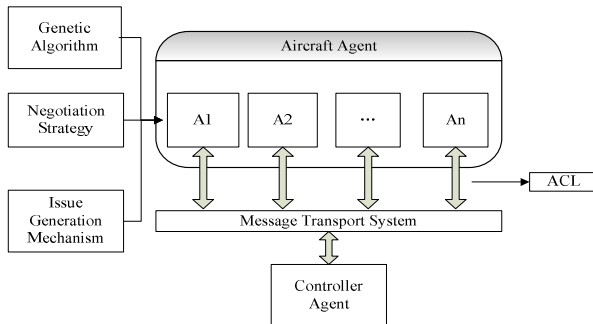 Genetic
Algorithm
Aircraft Agent
Negotiation
Strategy
A1
A2
...
An
Issue
Generation
Mechanism
ACL
Message Transport System
Controller
Agent